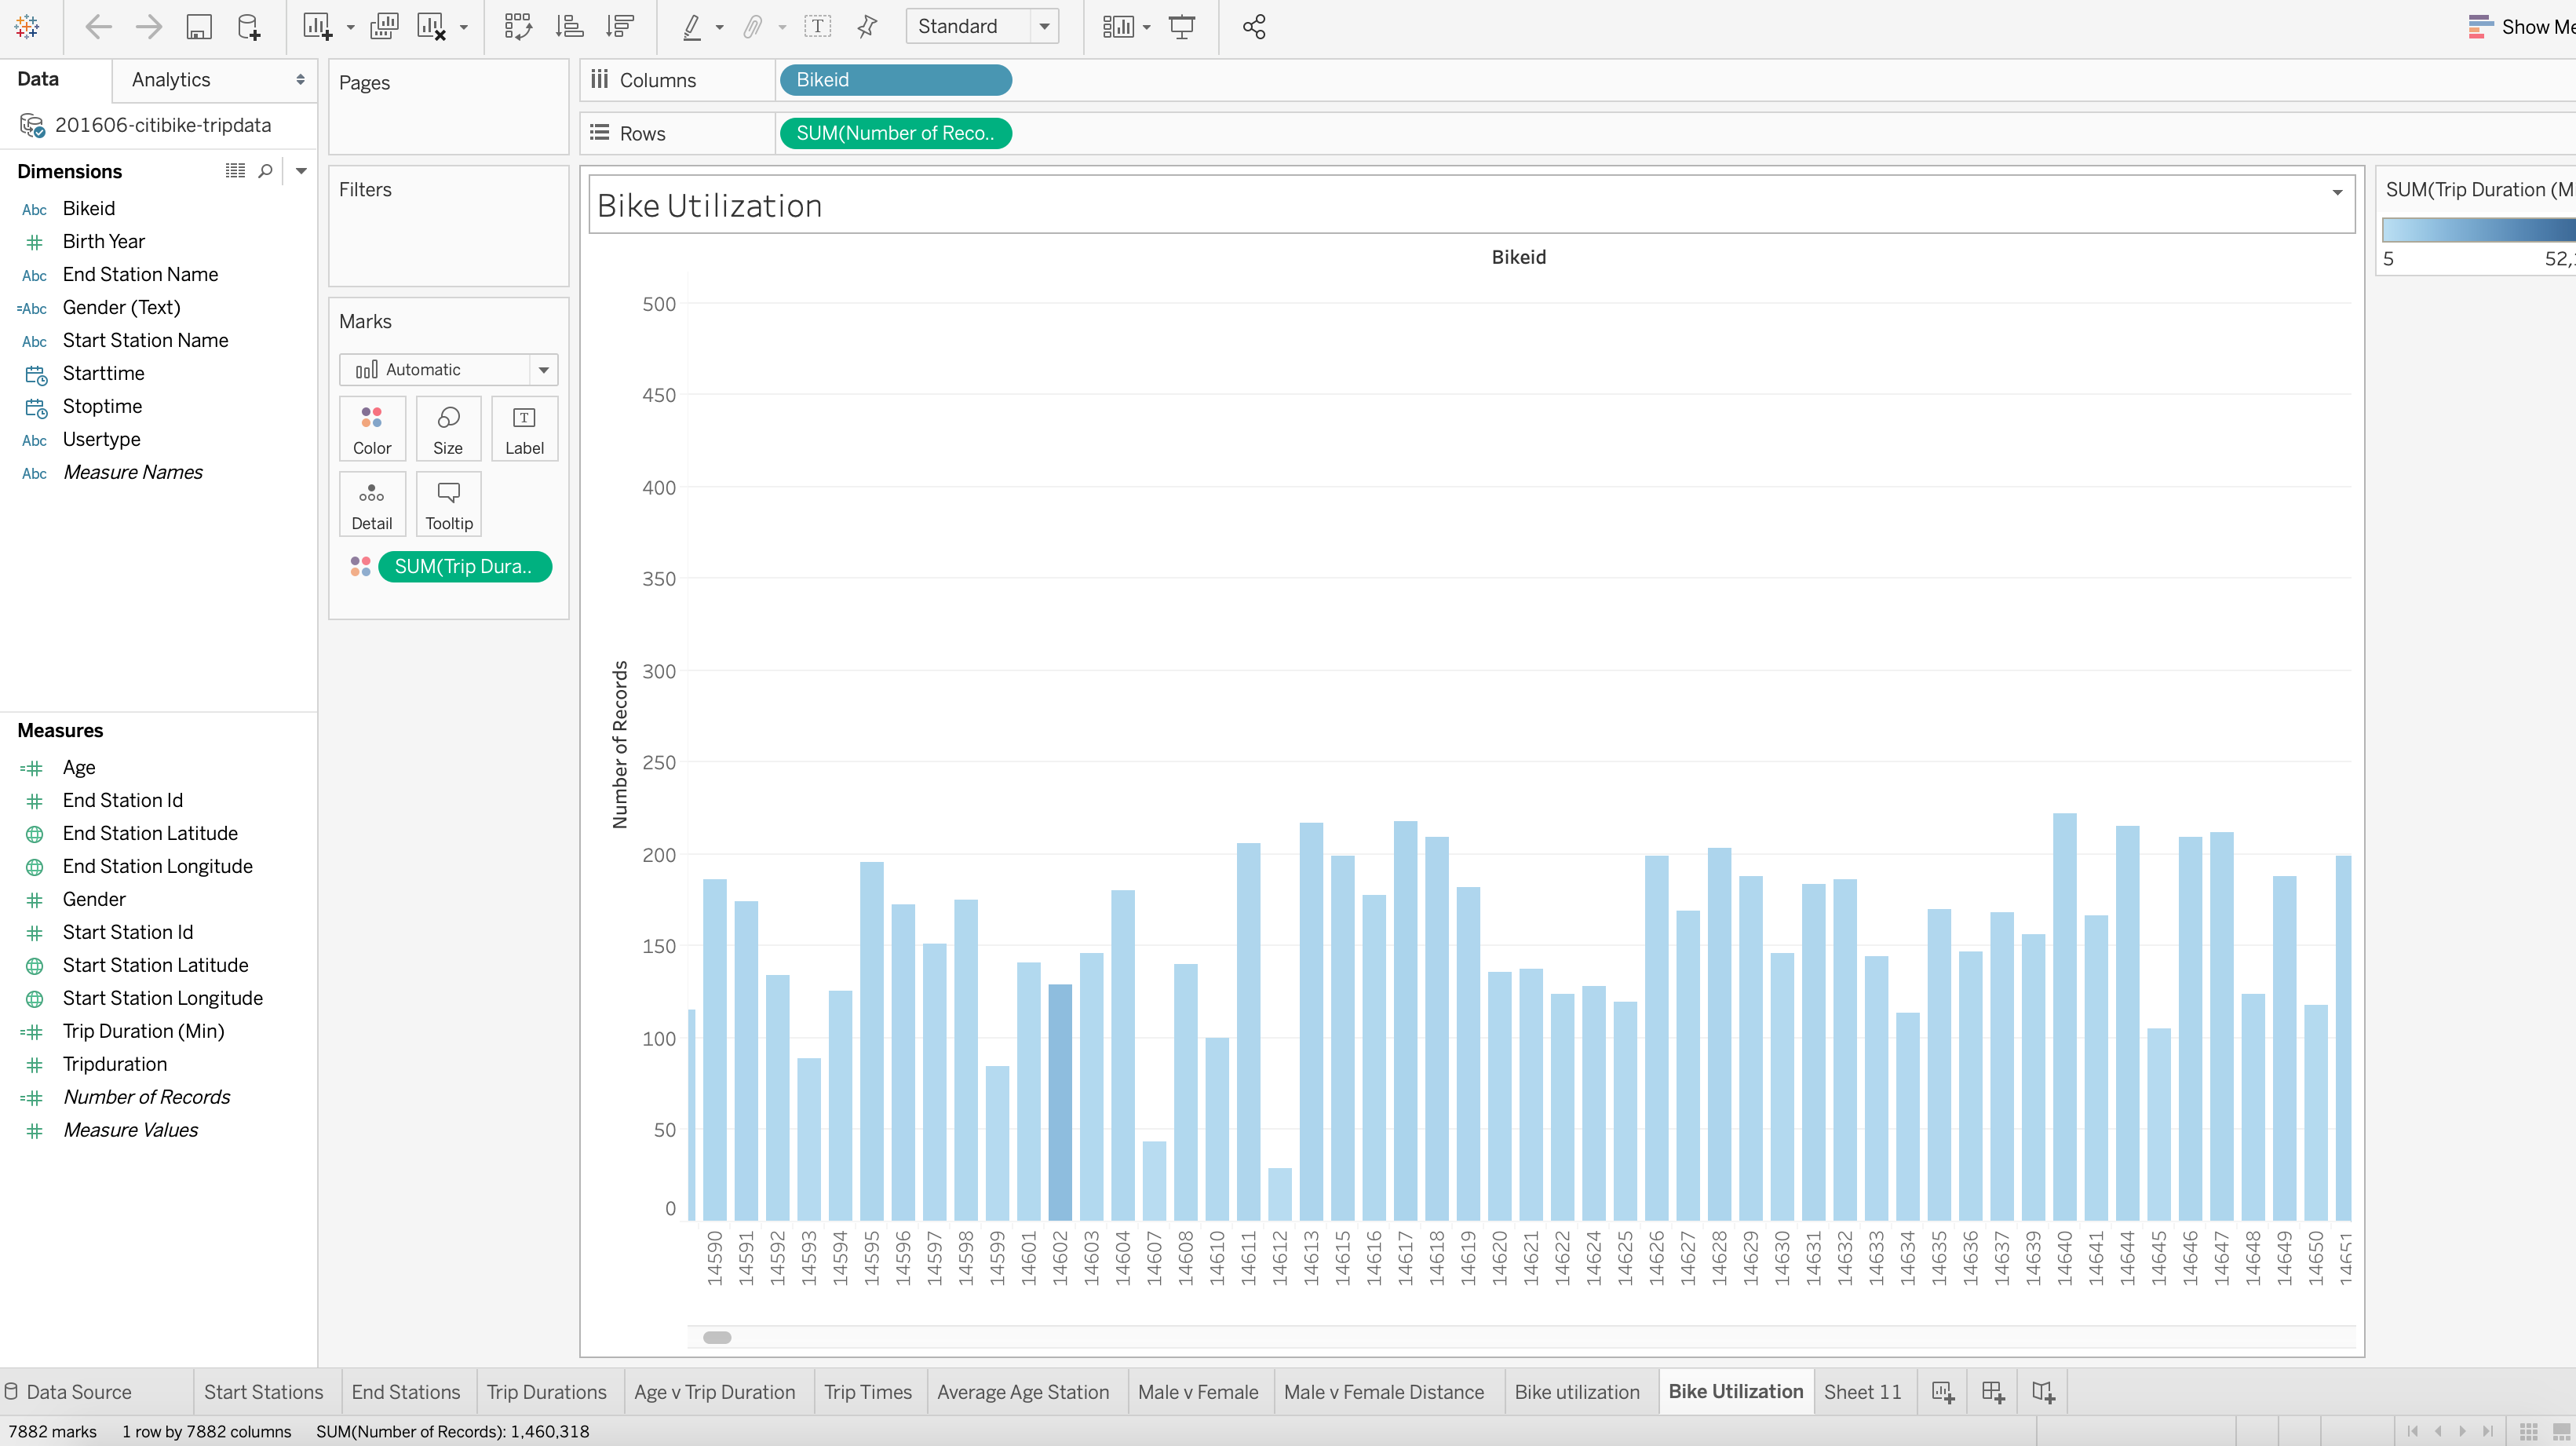 Standard
Show Me
Data
Analytics
201606-citibike-tripdata
Dimensions
Abc Bikeid
Birth Year
Abc End Station Name
=Abc Gender (Text)
Abc Start Station Name
Starttime
Stoptime
Abc Usertype
Abc Measure Names
Measures
Age
End Station Id
End Station Latitude
End Station Longitude
Gender
Start Station Id
Start Station Latitude
Start Station Longitude
Trip Duration (Min)
Tripduration
Number of Records
Measure Values
Pages
Filters
Marks
Automatic
Color Size Label
Detail Tooltip
SUM(Trip Dura..
Columns Bikeid
Rows SUM(Number of Reco..
Bike Utilization
Bikeid
Number of Records
500
450
400
350
300
250
200
150
100
50
0
14590 14591 14592 14593 14594 14595 14596 14597 14598 14599 14601 14602 14603 14604 14607 14608 14610 14611 14612 14613 14615 14616 14617 14618 14619 14620 14621 14622 14624 14625 14626 14627 14628 14629 14630 14631 14632 14633 14634 14635 14636 14637 14639 14640 14641 14644 14645 14646 14647 14648 14649 14650 14651
SUM(Trip Duration (M
5 52,
Data Source Start Stations End Stations Trip Durations Age v Trip Duration Trip Times Average Age Station Male v Female Male v Female Distance Bike utilization Bike Utilization Sheet 11
7882 marks 1 row by 7882 columns SUM(Number of Records): 1,460,318